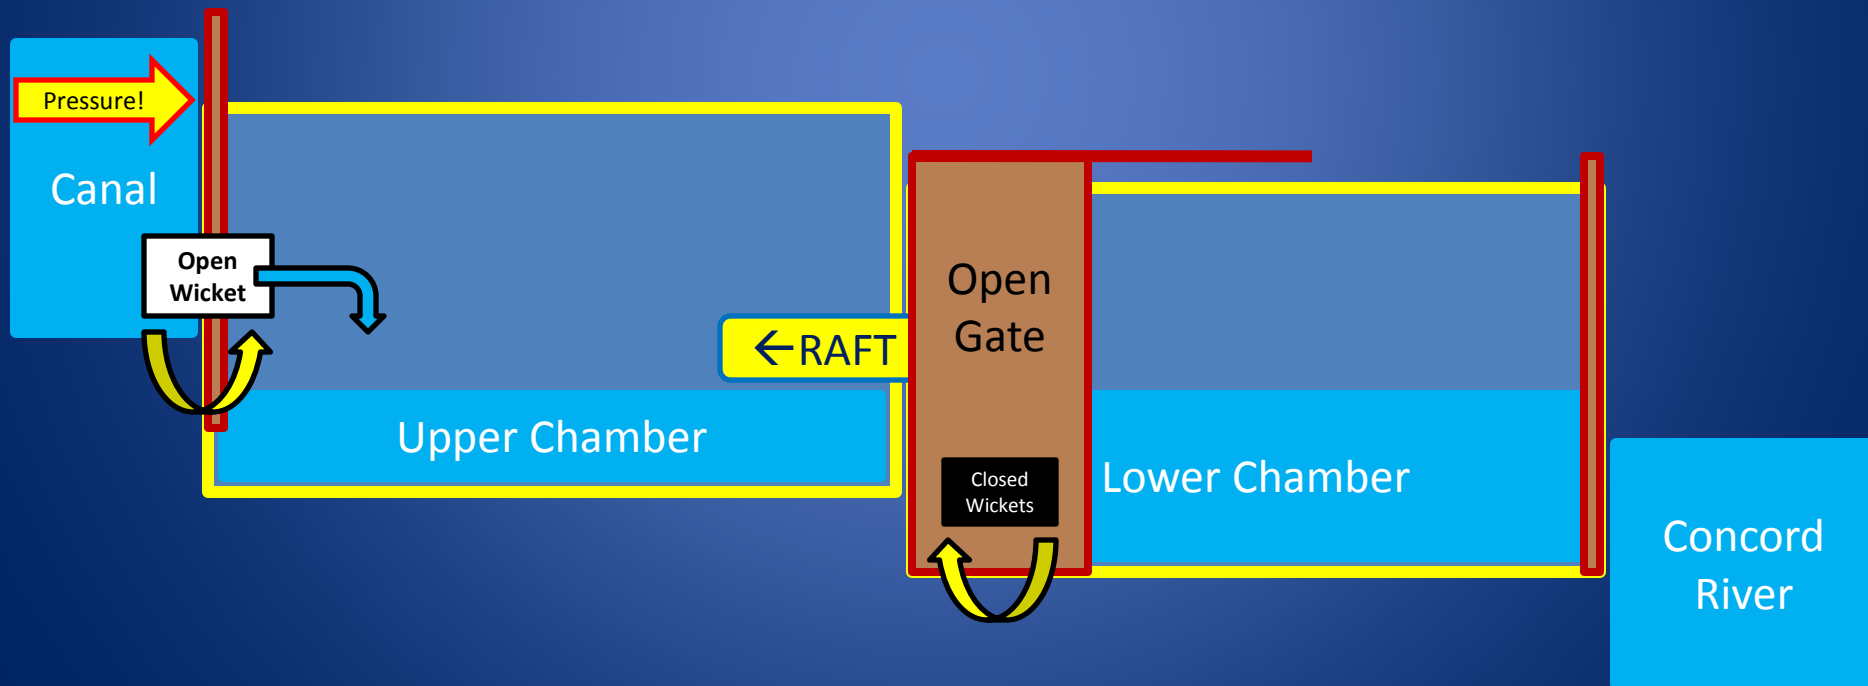 Pressure!
Canal
Open
Wicket
←RAFT
Upper Chamber
Open
Gate
Closed
Wickets
Lower Chamber
Concord
River